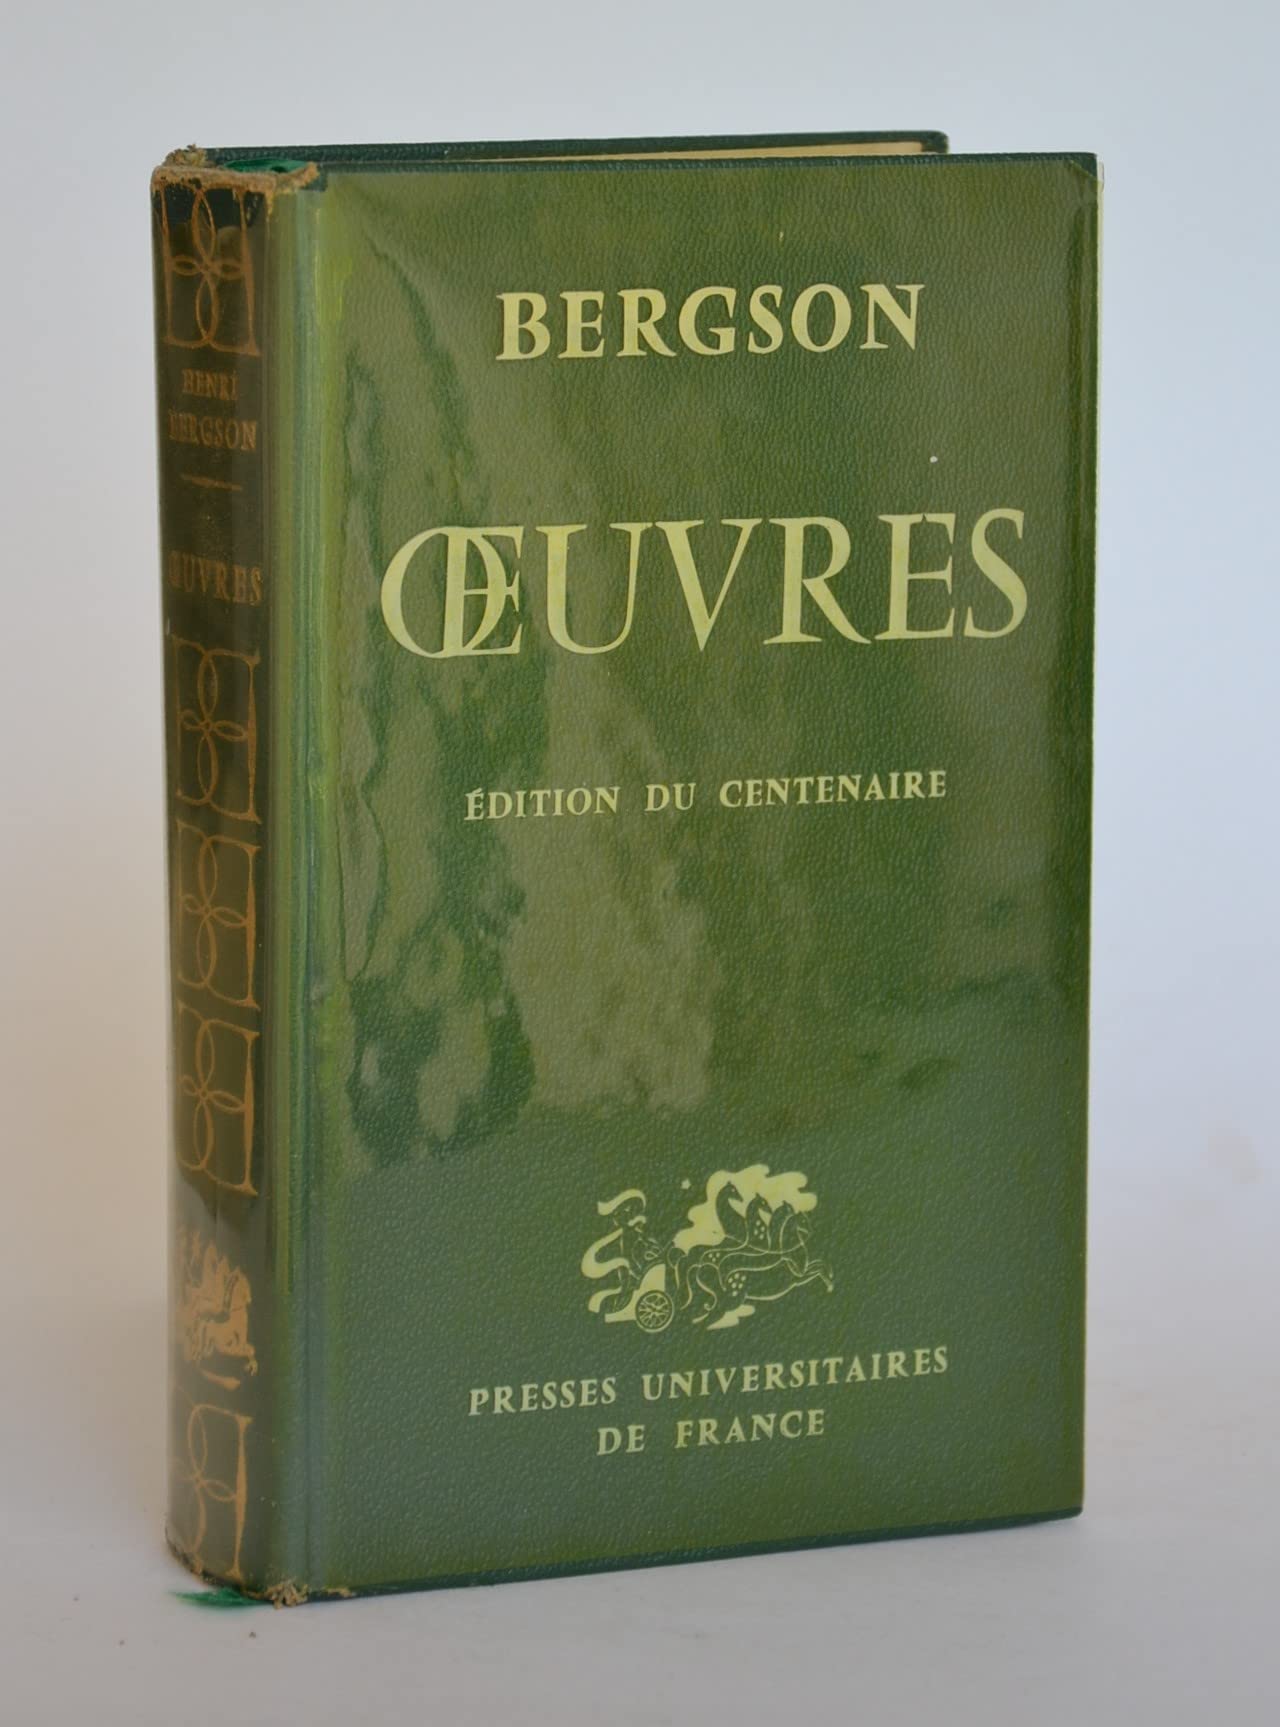 HENRI
BERGSON
ŒUVRES
BERGSON
ŒUVRES
ÉDITION DU CENTENAIRE
PRESSES UNIVERSITAIRES
DE FRANCE